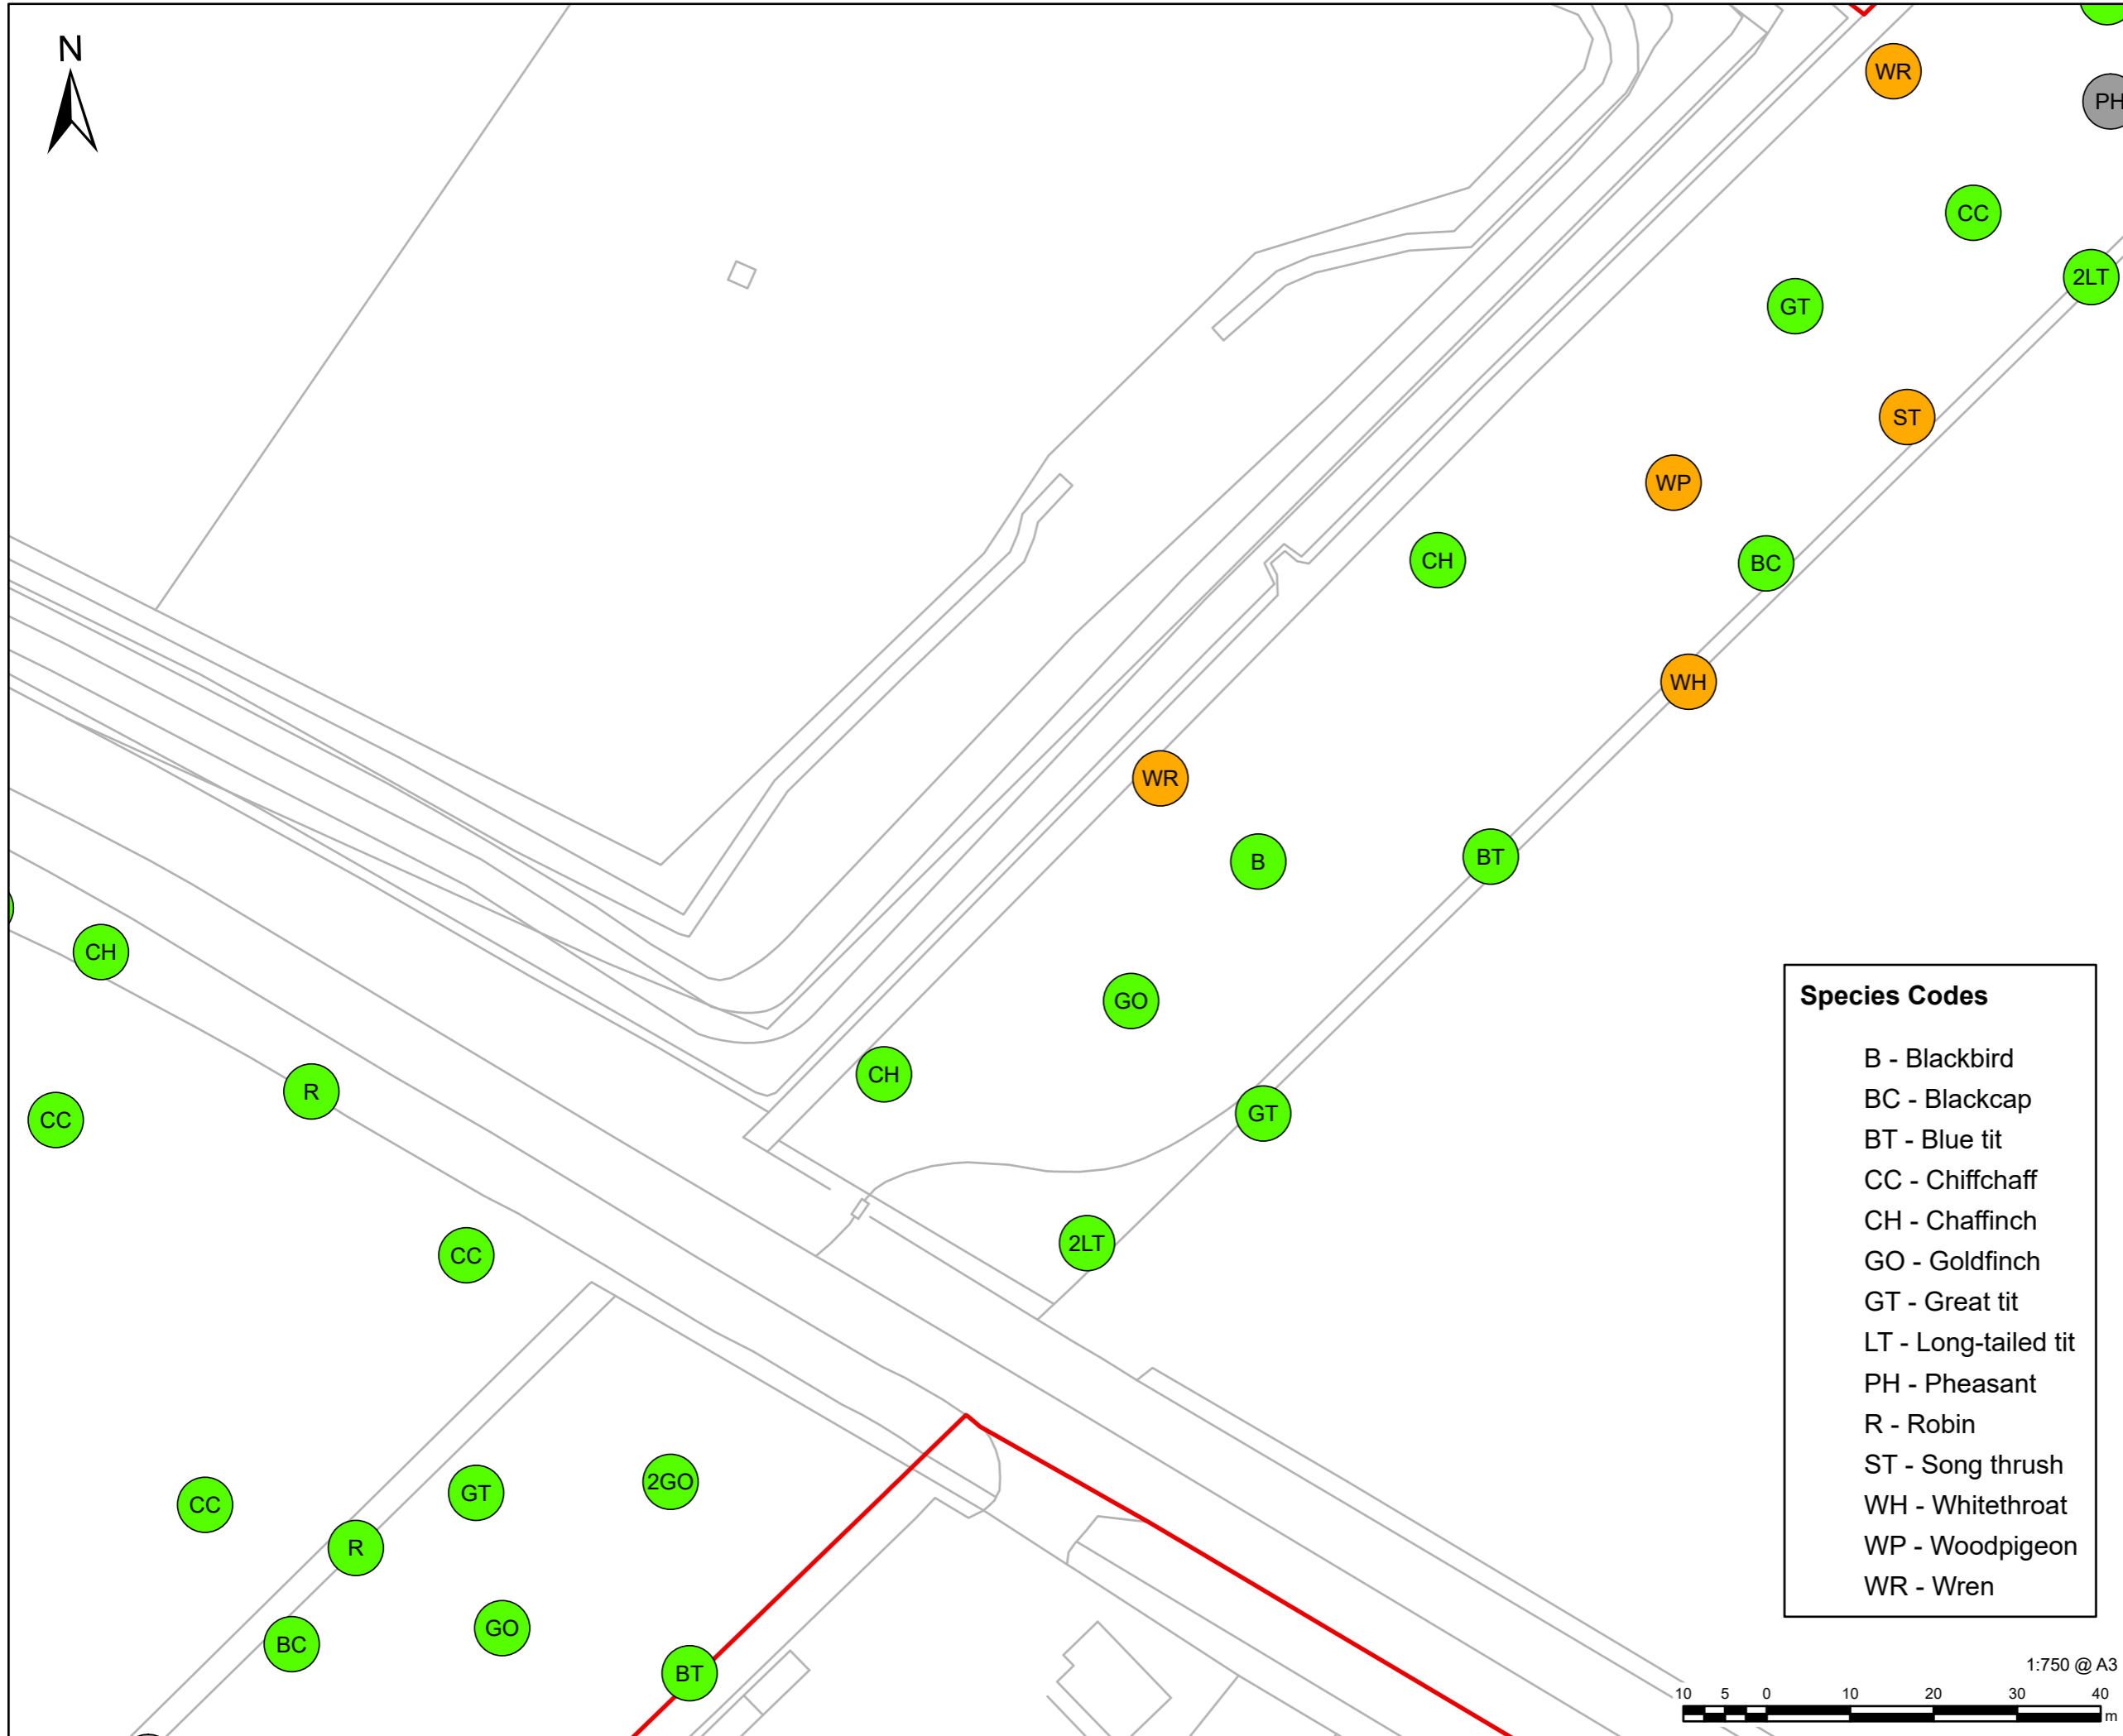 N
WR
PH
CC
2LT
GT
ST
WP
CH
BC
WH
WR
B
BT
CH
GO
CH
R
CC
GT
2LT
CC
2GO
GT
CC
R
GO
BC
BT
Species Codes
B - Blackbird
BC - Blackcap
BT - Blue tit
CC - Chiffchaff
CH - Chaffinch
GO - Goldfinch
GT - Great tit
LT - Long-tailed tit
PH - Pheasant
R - Robin
ST - Song thrush
WH - Whitethroat
WP - Woodpigeon
WR - Wren
1:750 @ A3
10 5 0 10 20 30 40
m